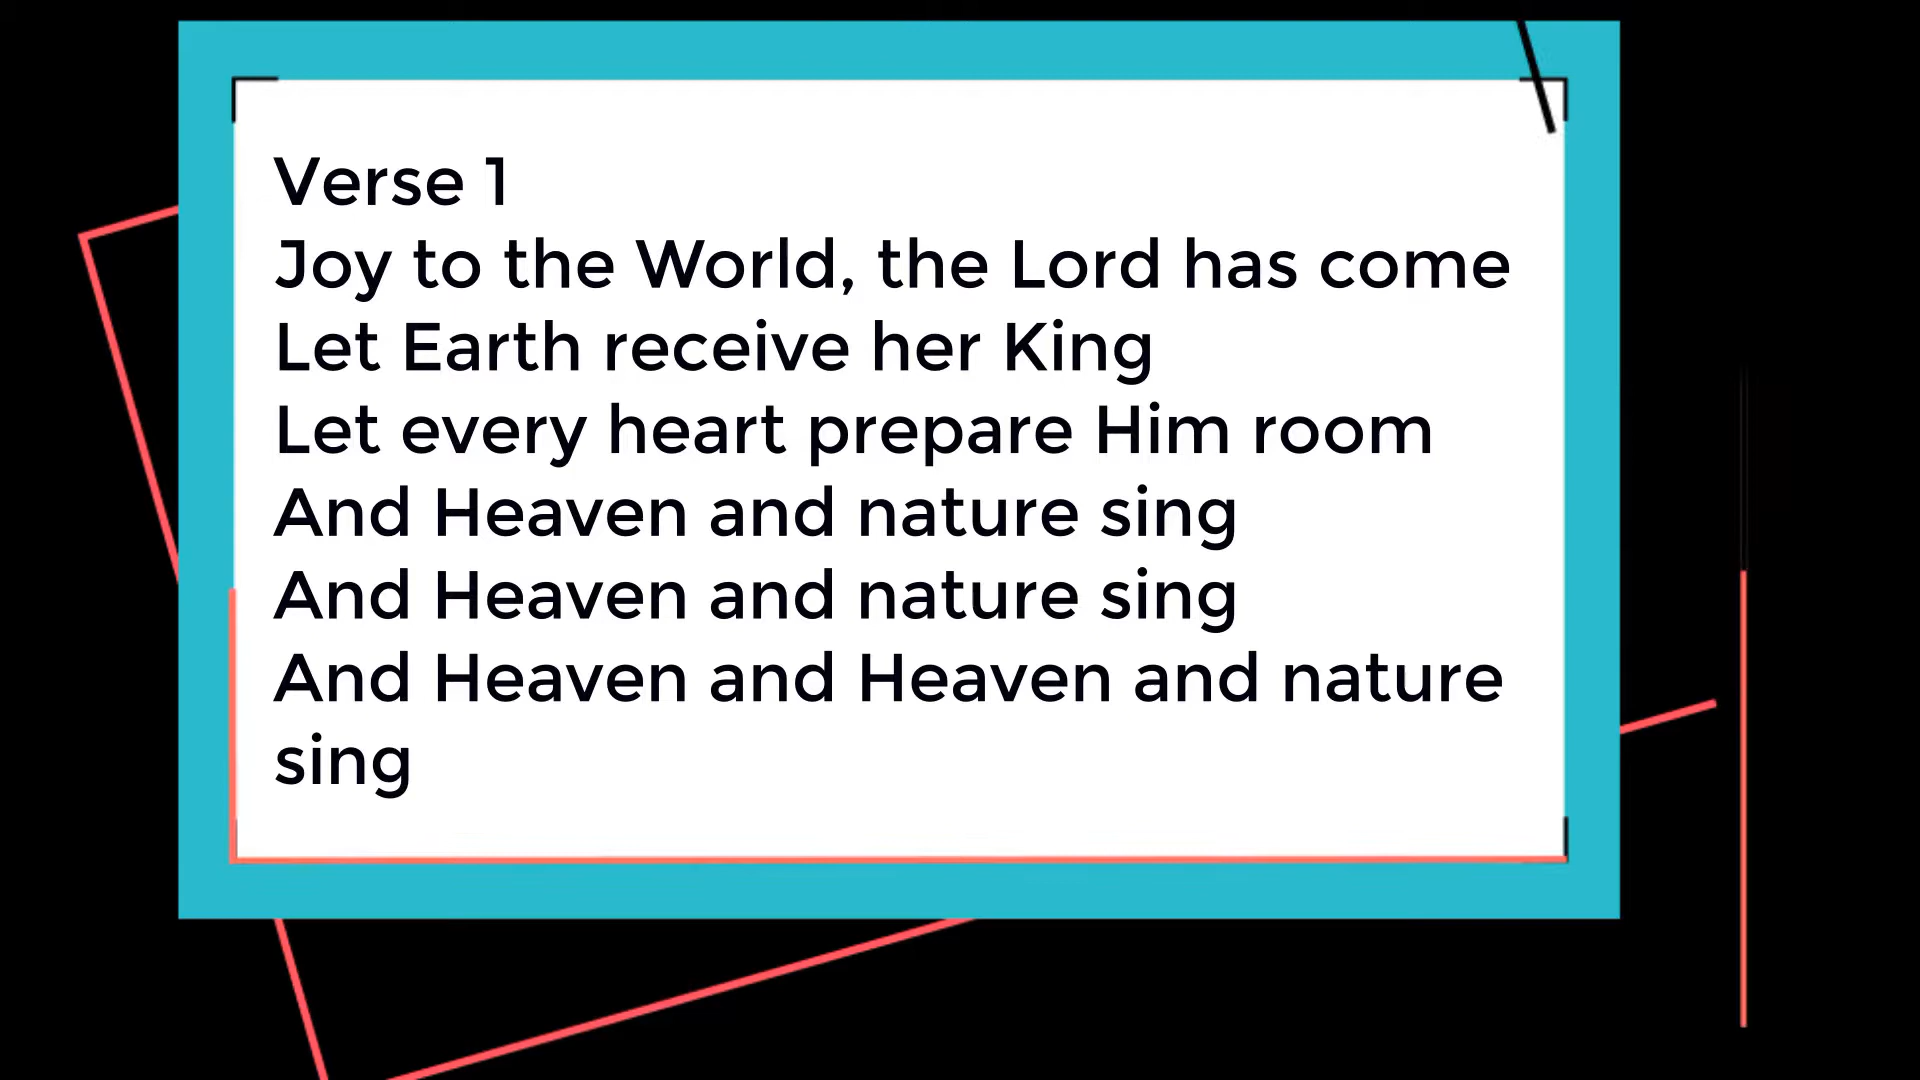 Verse 1
Joy to the World, the Lord has come
Let Earth receive her King
Let every heart prepare Him room
And Heaven and nature sing
And Heaven and nature sing
And Heaven and Heaven and nature
sing